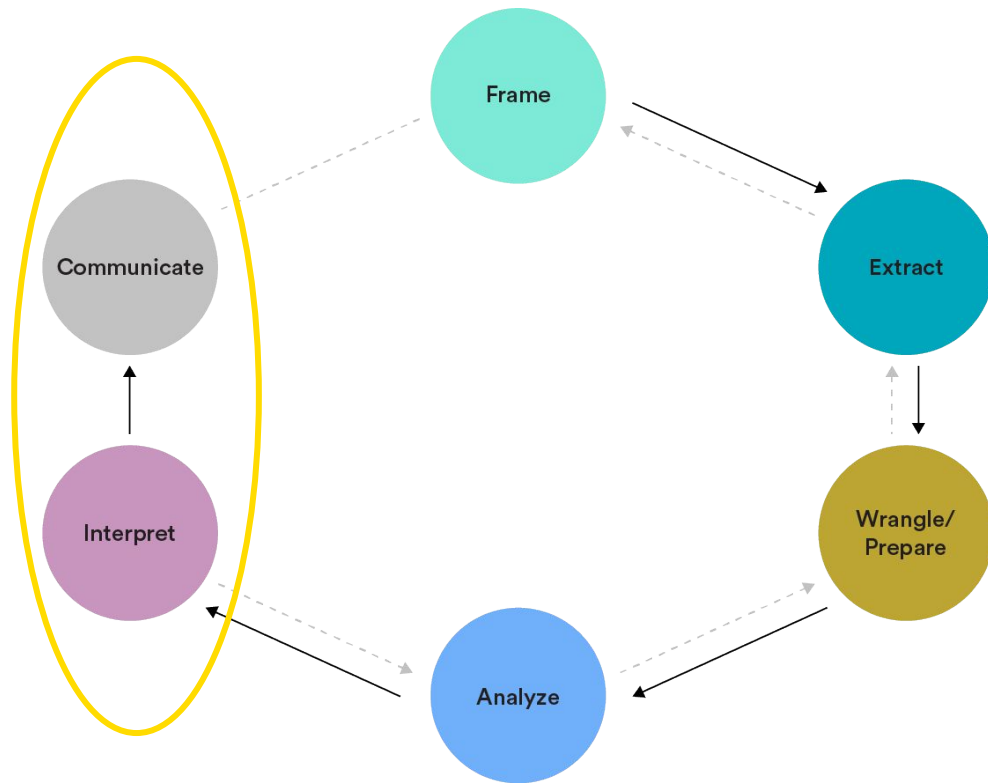 Frame
Extract
Wrangle/
Prepare
Analyze
Interpret
Communicate